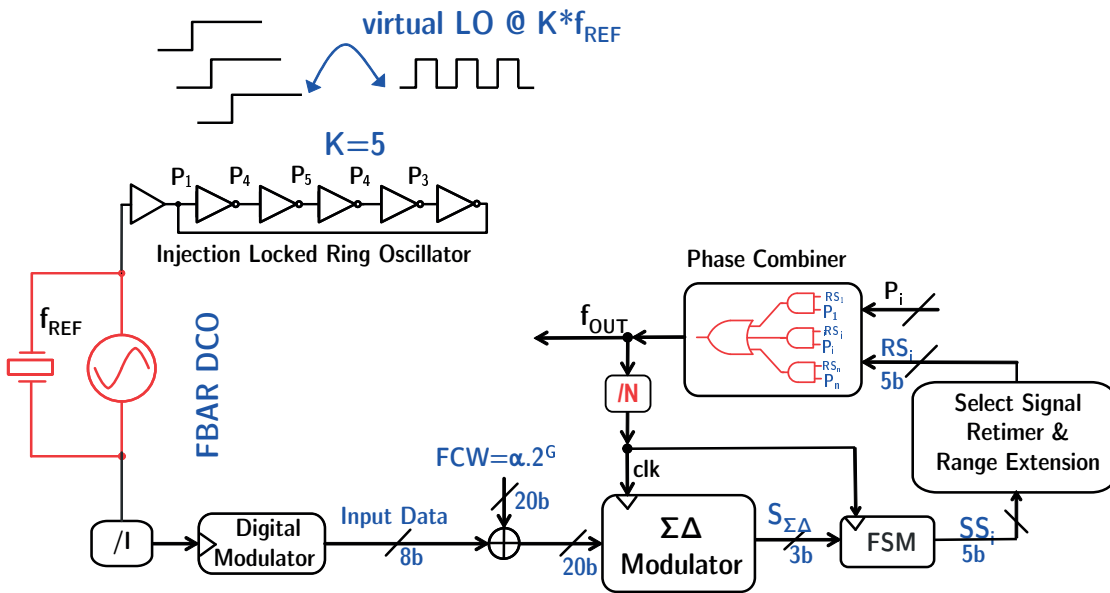 virtual LO @ K*fREF
K=5
P1 P4 P5 P4 P3
Injection Locked Ring Oscillator
fREF
FBAR DCO
/I
Digital
Modulator
Input Data
8b
FCW=α.2^G
20b
20b
clk
ΣΔ
Modulator
SΣΔ
3b
FSM
SSi
5b
Select Signal
Retimer &
Range Extension
RSi
5b
Pi
Phase Combiner
RS1
P1
RSi
Pi
RSn
Pn
fOUT
/N